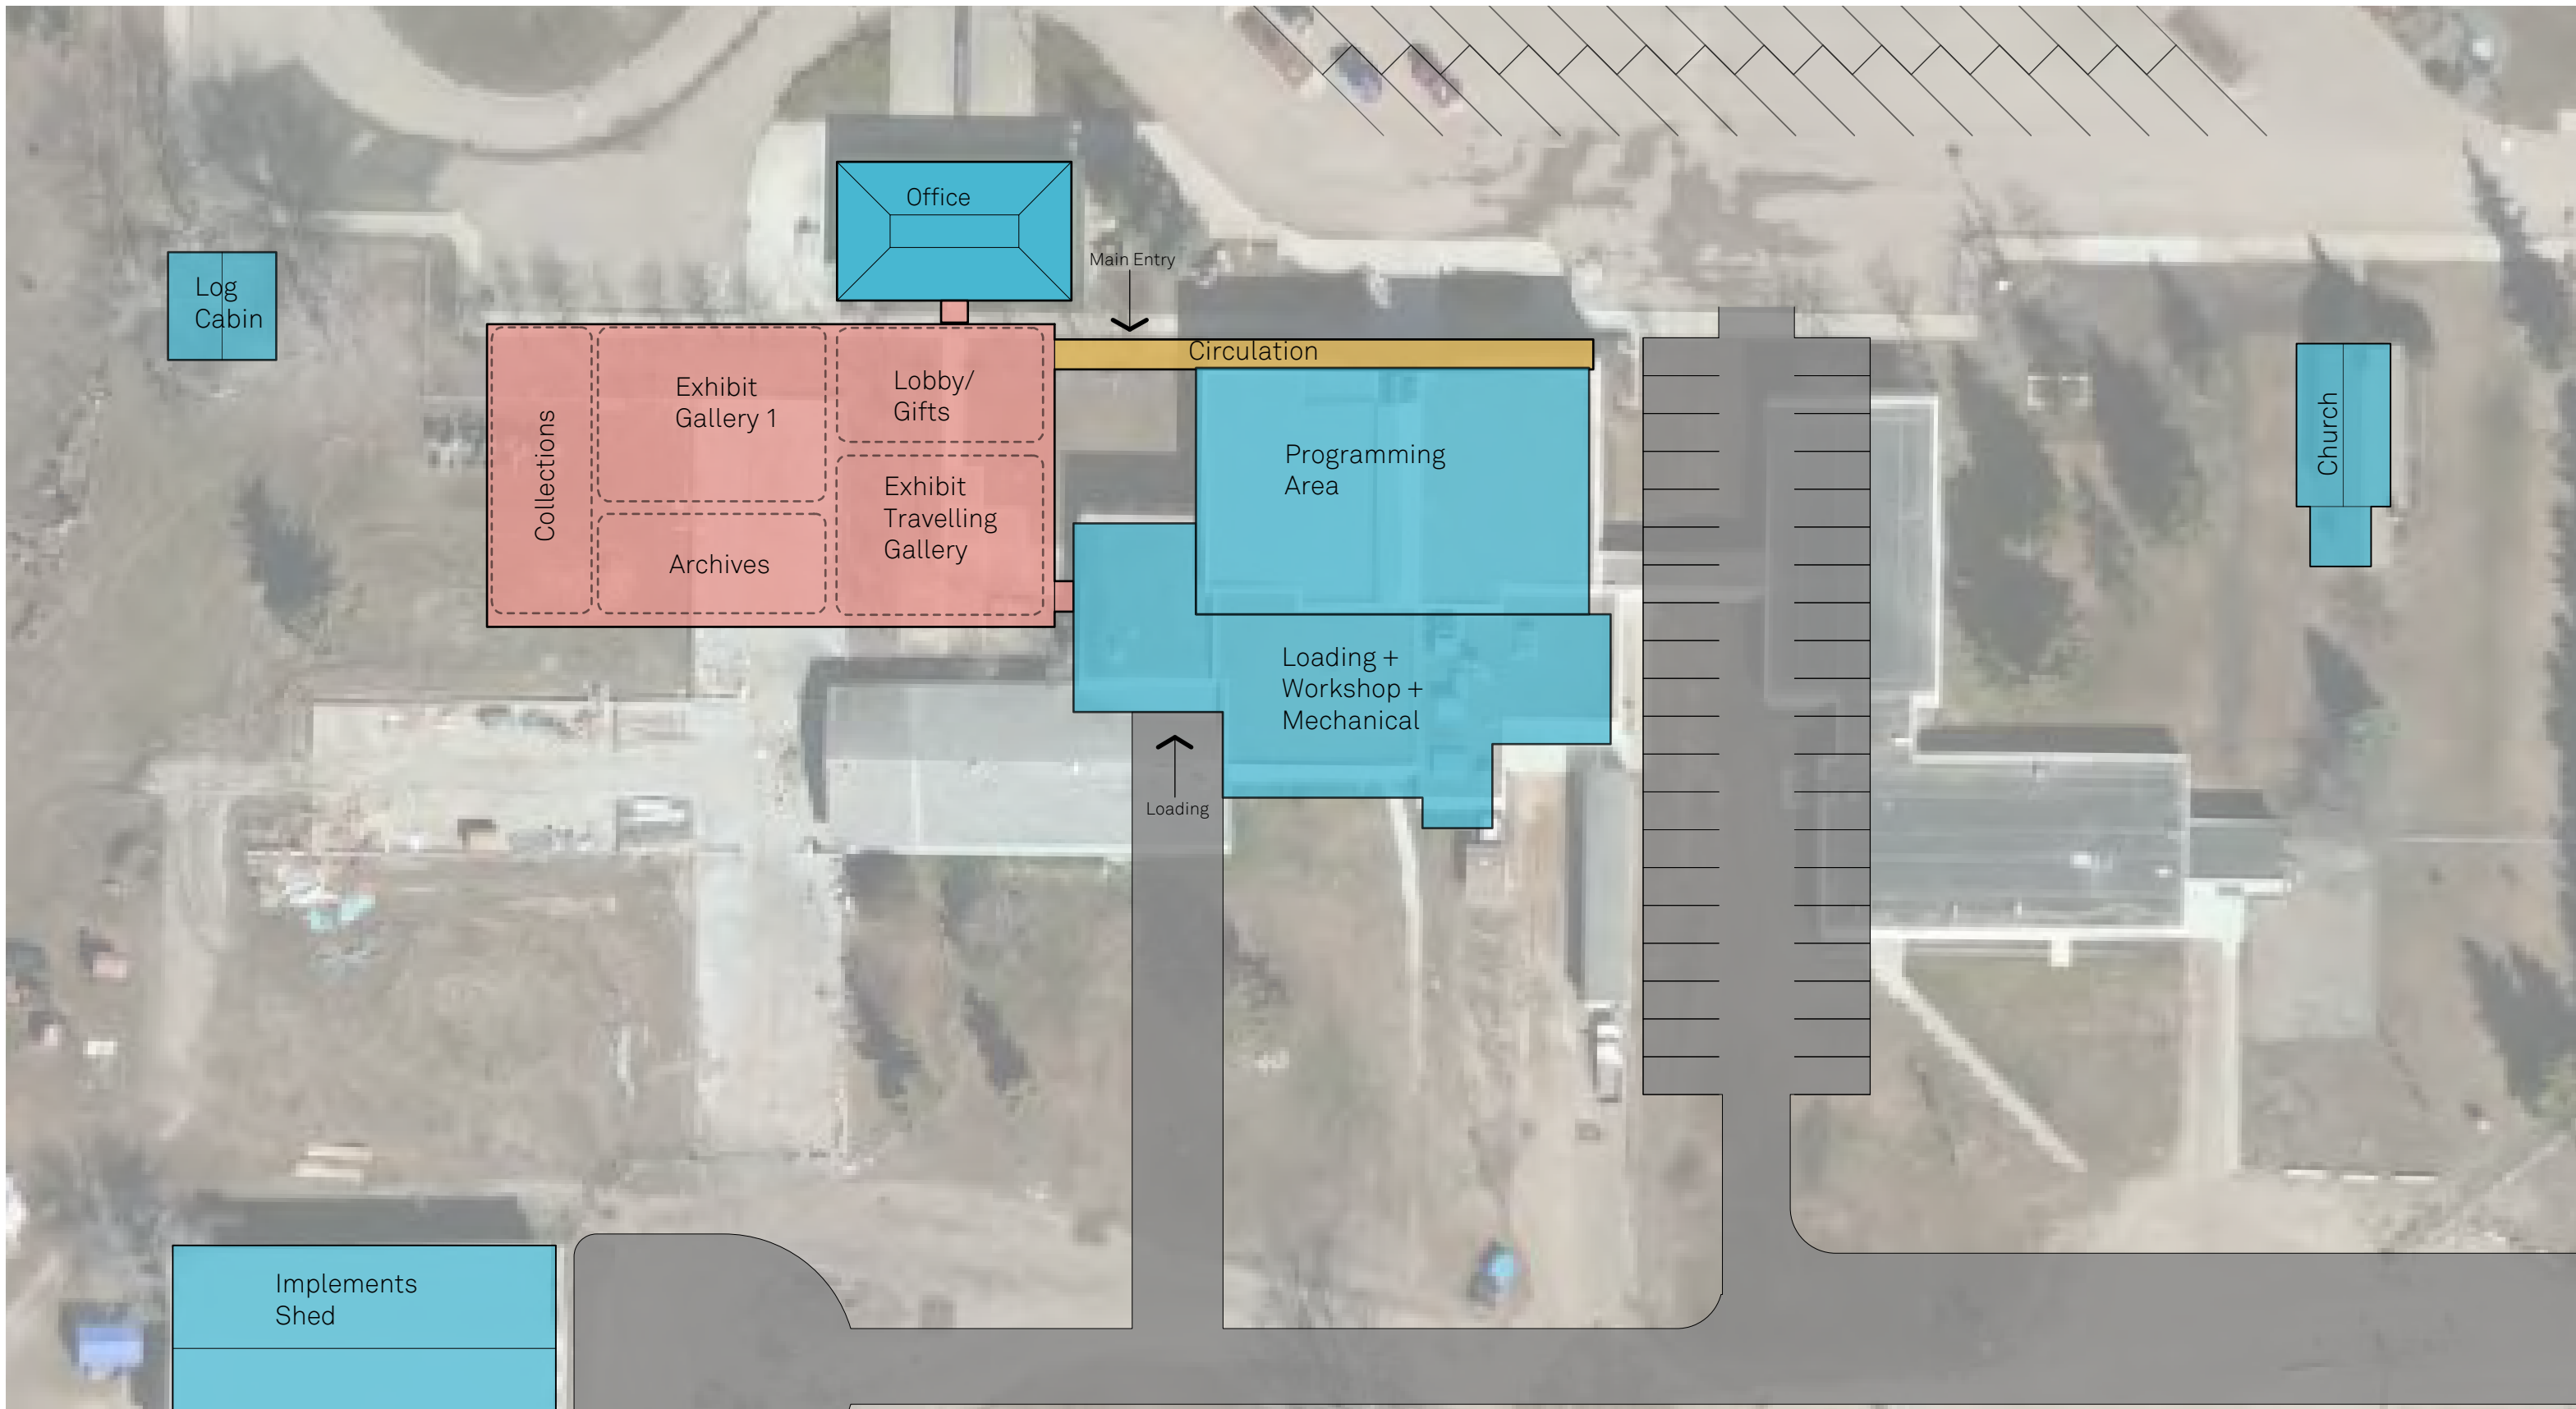 Office
Main Entry
Log
Cabin
Circulation
Collections
Exhibit
Gallery 1
Lobby/
Gifts
Exhibit
Travelling
Gallery
Archives
Programming
Area
Church
Loading +
Workshop +
Mechanical
Loading
Implements
Shed